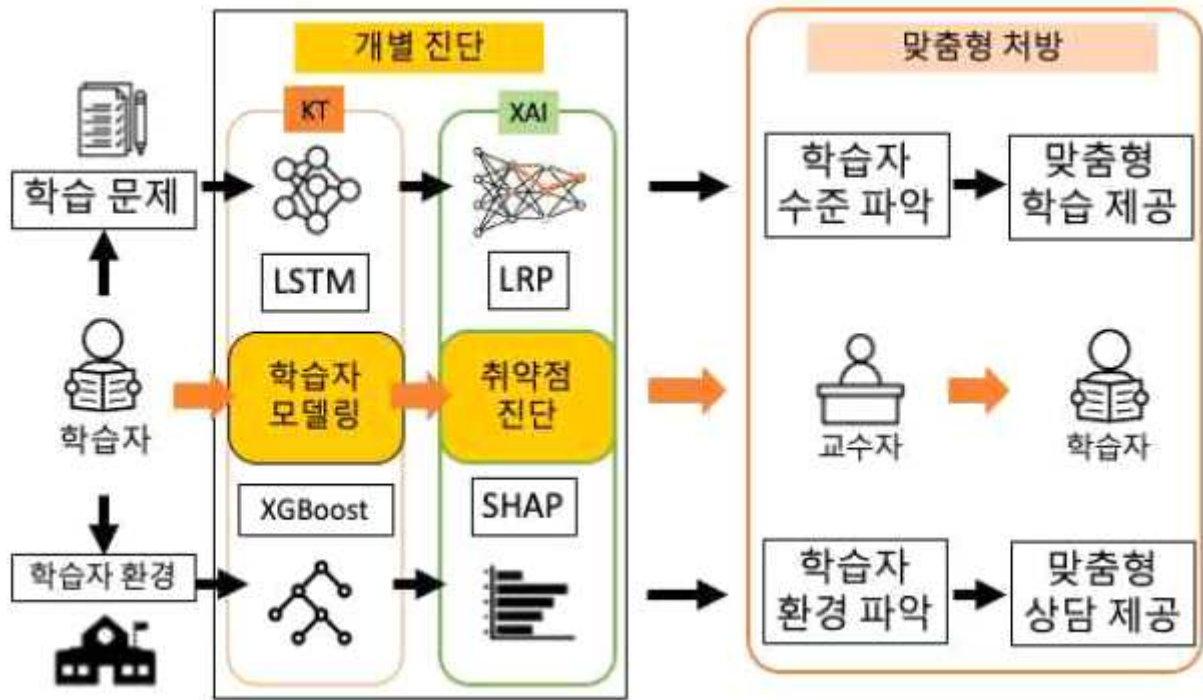 개별 진단
맞춤형 처방
KT
XAI
학습 문제
학습자
수준 파악
맞춤형
학습 제공
LSTM
LRP
학습자
학습자
모델링
취약점
진단
교수자
학습자
XGBoost
SHAP
학습자 환경
학습자
환경 파악
맞춤형
상담 제공